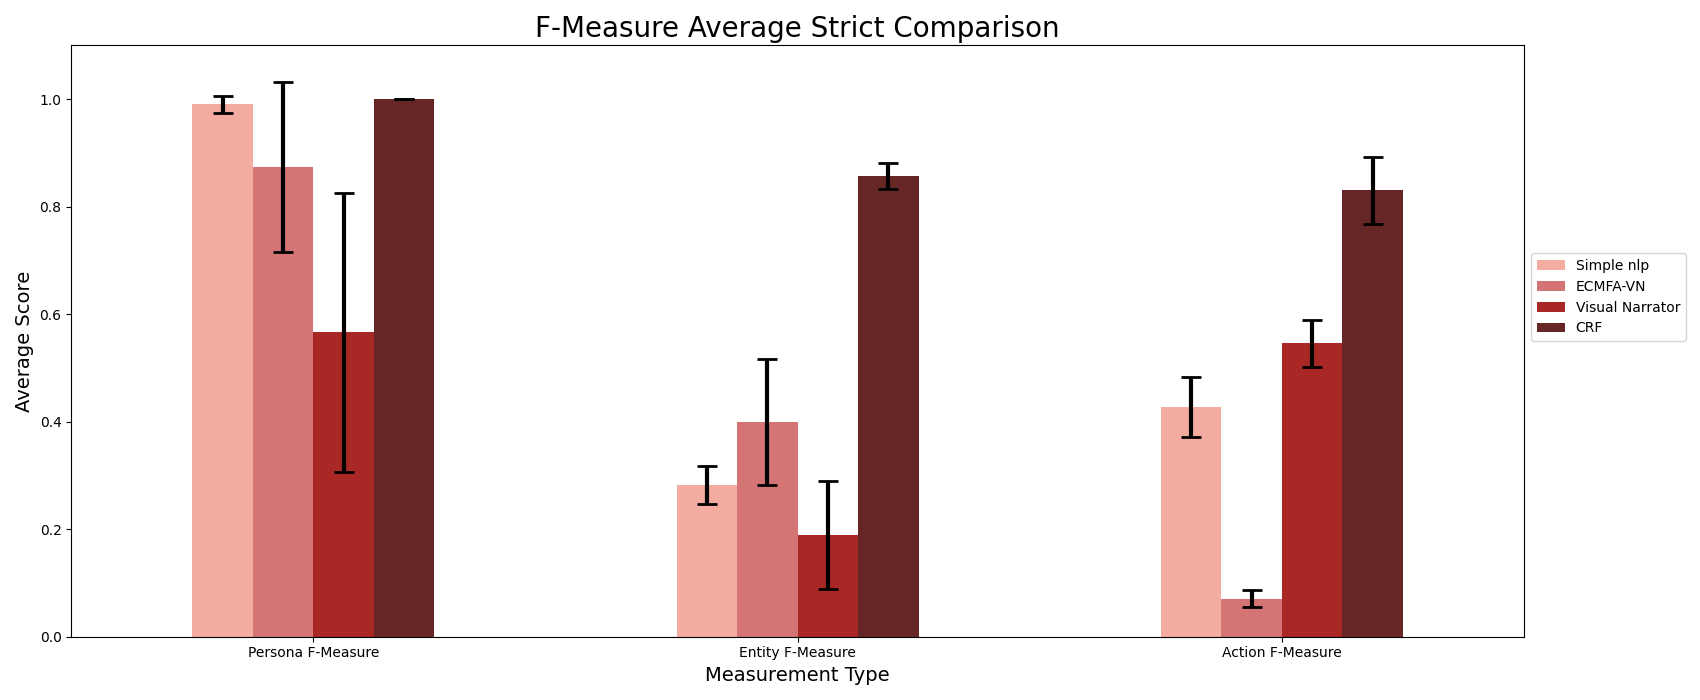 F-Measure Average Strict Comparison
Average Score
1.0
0.8
0.6
0.4
0.2
0.0
Persona F-Measure
Entity F-Measure
Action F-Measure
Measurement Type
Simple nlp
ECMFA-VN
Visual Narrator
CRF